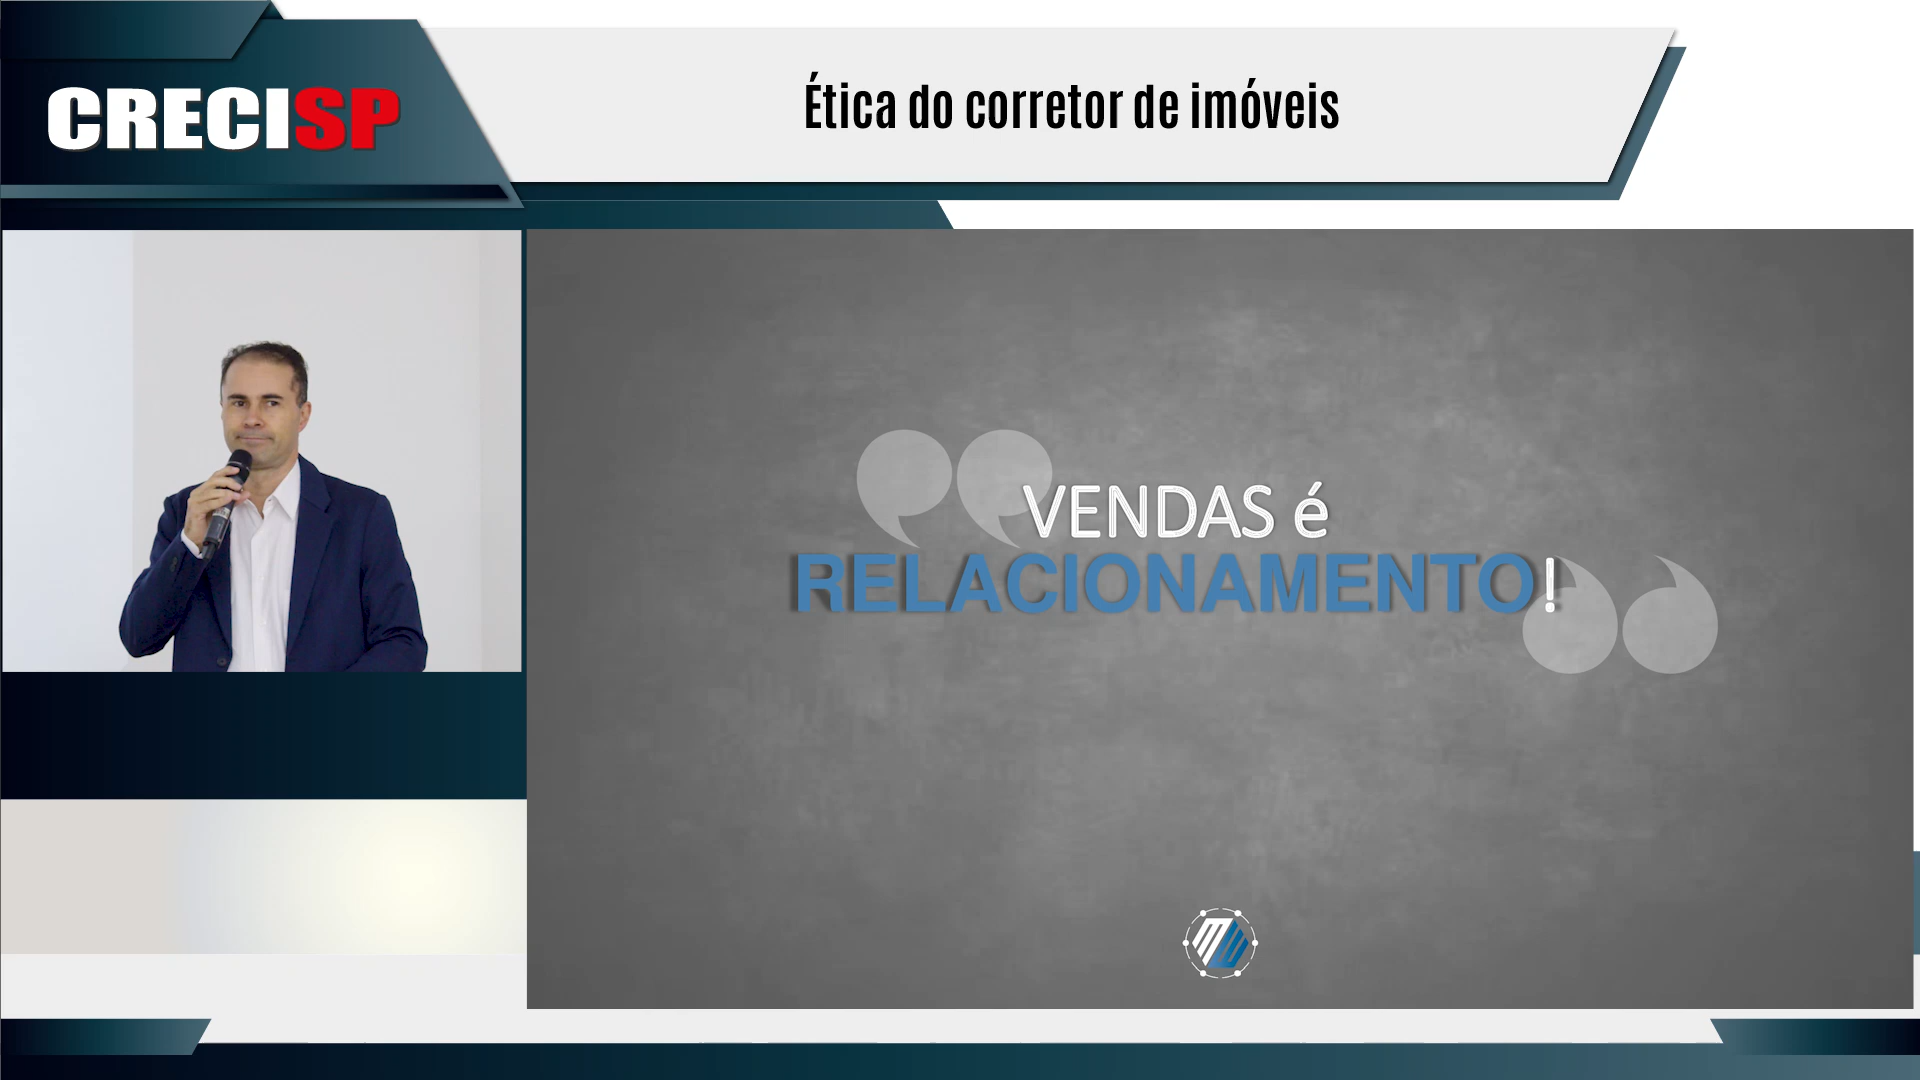 CRECISP
Ética do corretor de imóveis
VENDAS é
RELACIONAMENTO!